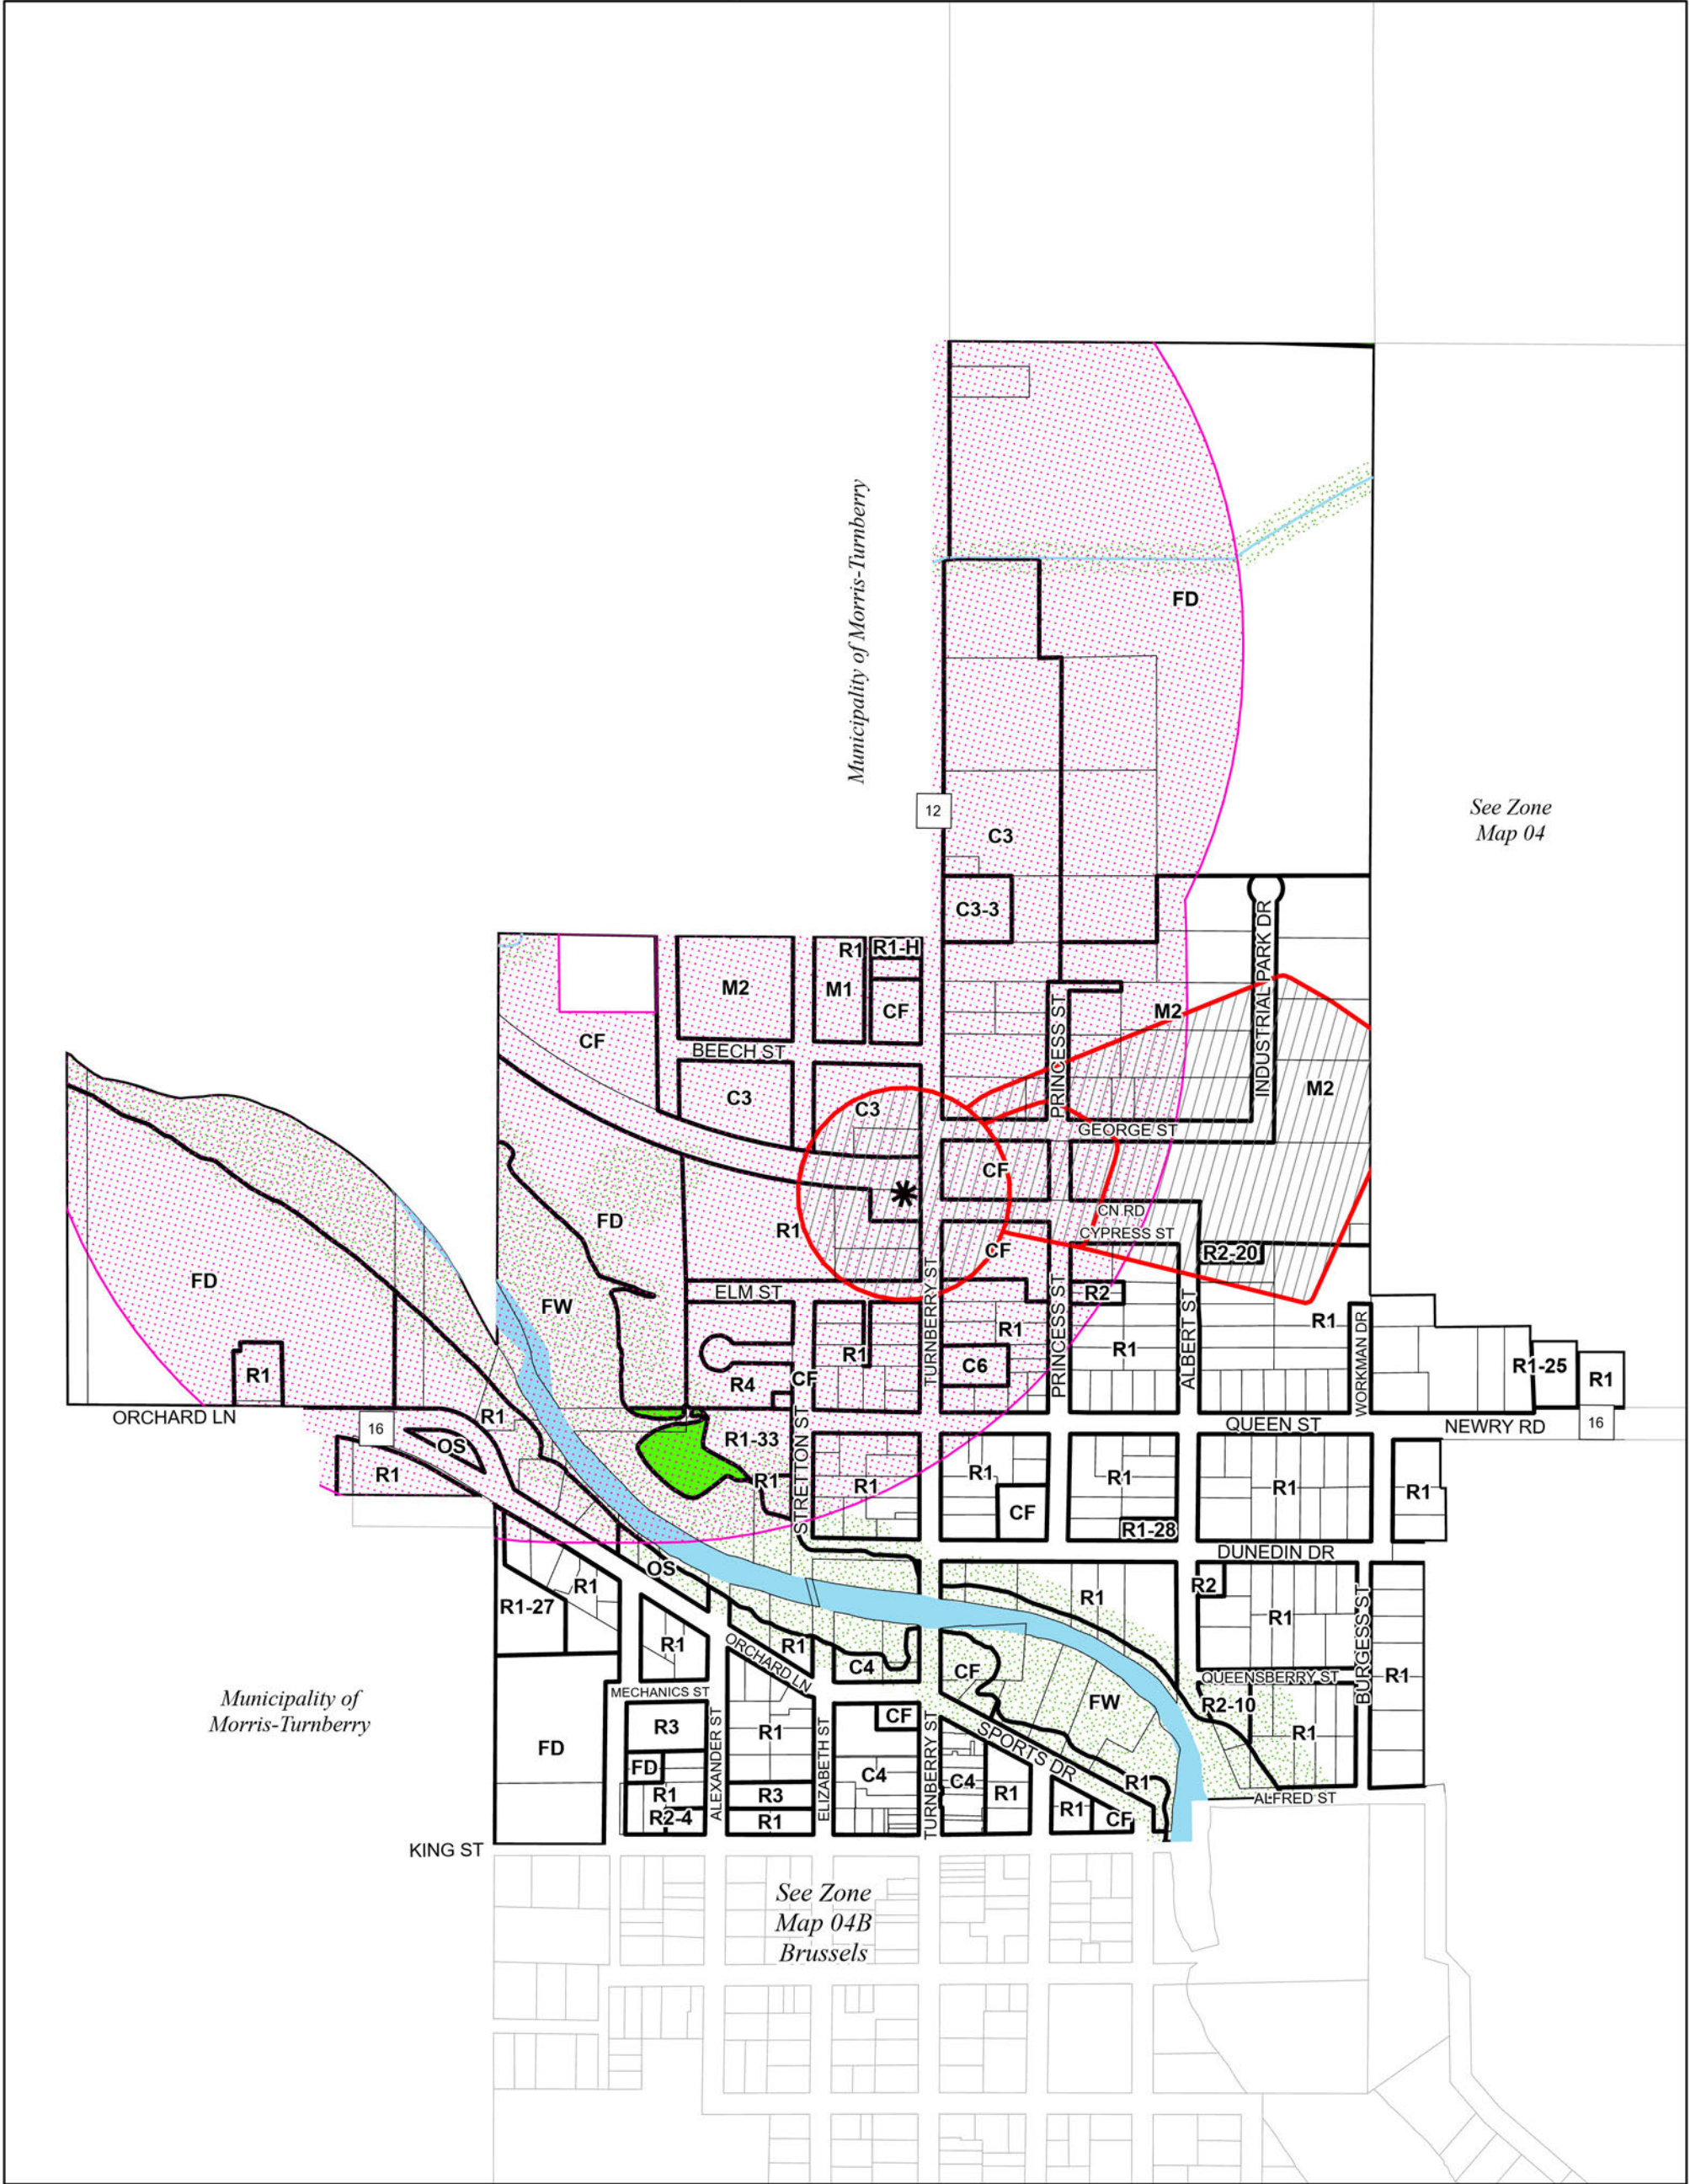 Municipality of Morris-Turnberry
FD
12
See Zone
Map 04
C3
C3-3
INDUSTRIAL PARK DR
R1
R1-H
M2
M1
CF
PRINCESS ST
M2
CF
BEECH ST
M2
C3
C3
GEORGE ST
CF
CN RD
CYPRESS ST
FD
R1
CF
R2-20
FD
ELM ST
R2
FW
TURNBERRY ST
PRINCESS ST
ALBERT ST
R1
WORKMAN DR
R1
R1
R1
C6
R1-25
R1
R1
R4
CF
ORCHARD LN
R1
16
QUEEN ST
NEWRY RD
16
OS
R1-33
STRETTON ST
R1
R1
R1
R1
R1
R1
R1
CF
R1-28
DUNEDIN DR
OS
R1
R1-27
R1
R2
R1
BURGESS ST
R1
ORCHARD LN
R1
C4
CF
QUEENSBERRY ST
R1
MECHANICS ST
Municipality of
Morris-Turnberry
FW
R2-10
R3
ALEXANDER ST
R1
ELIZABETH ST
CF
TURNBERRY ST
SPORTS DR
R1
FD
FD
C4
C4
R1
R1
R3
R1
ALFRED ST
R2-4
R1
R1
CF
KING ST
See Zone
Map 04B
Brussels